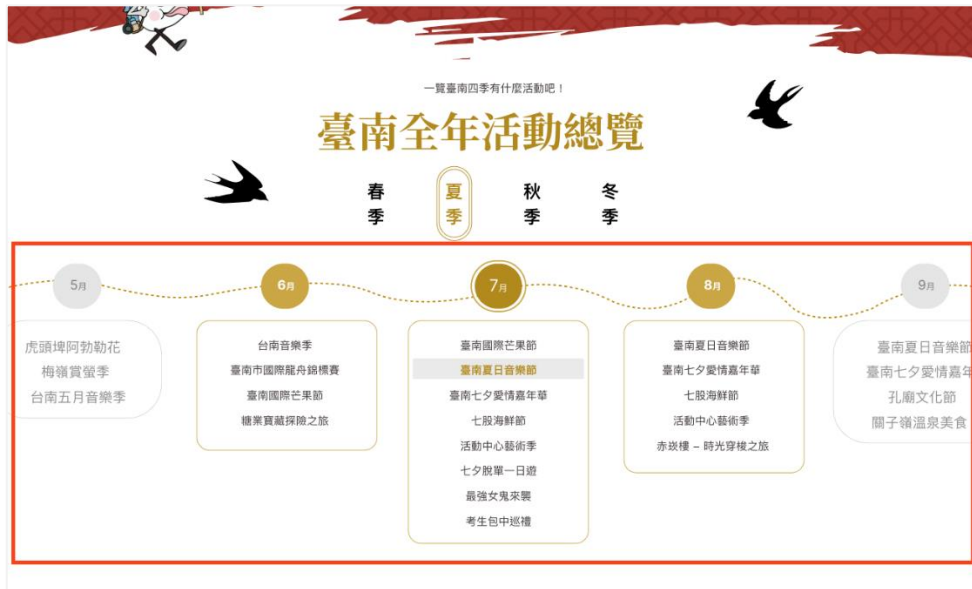 一覽臺南四季有什麼活動吧！
臺南全年活動總覽
春季
夏季
秋季
冬季
5月
虎頭埤阿勃勒花
梅嶺賞螢季
台南五月音樂季
6月
台南音樂季
臺南市國際龍舟錦標賽
臺南國際芒果節
糖業寶藏探險之旅
7月
臺南國際芒果節
臺南夏日音樂節
臺南七夕愛情嘉年華
七股海鮮節
活動中心藝術季
七夕脫單一日遊
最強女鬼來襲
考生包中巡禮
8月
臺南夏日音樂節
臺南七夕愛情嘉年華
七股海鮮節
活動中心藝術季
赤崁樓 – 時光穿梭之旅
9月
臺南夏日音樂節
臺南七夕愛情嘉年
孔廟文化節
關子嶺溫泉美食